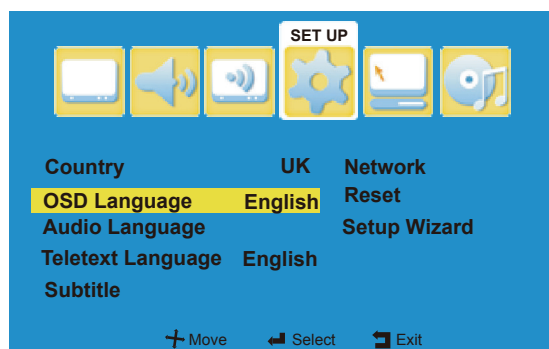 SET UP
Country UK Network
OSD Language English Reset
Audio Language Setup Wizard
Teletext Language English
Subtitle
Move Select Exit